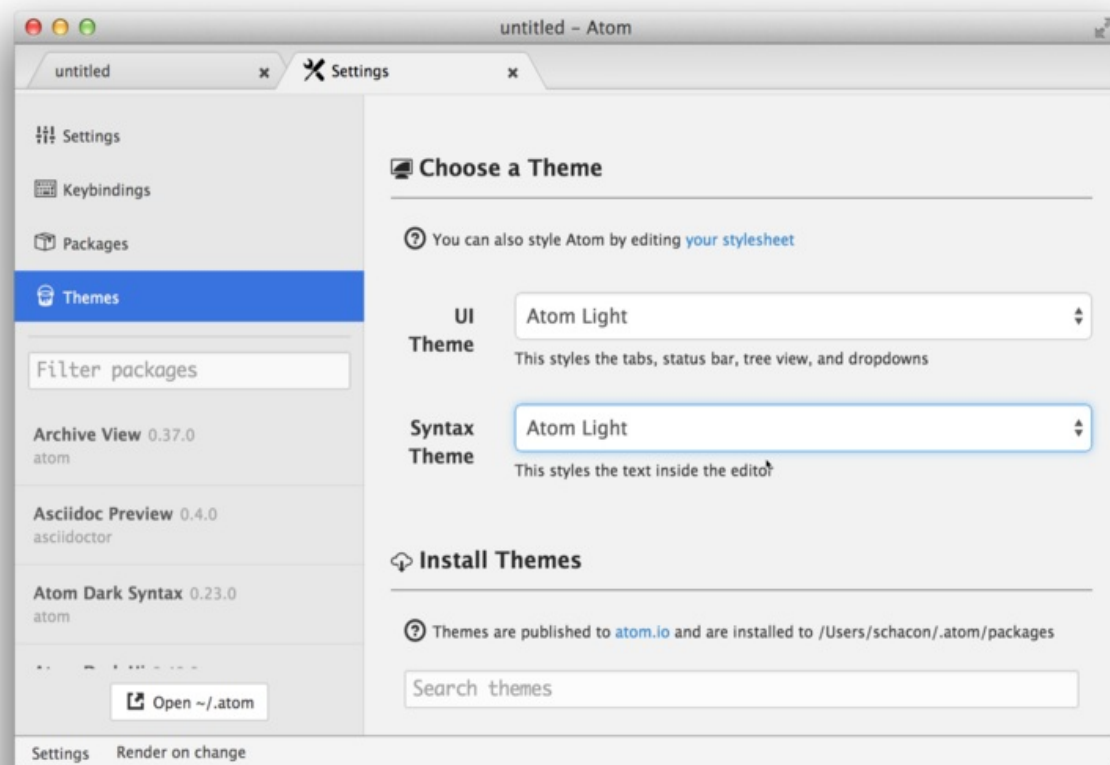 untitled – Atom
untitled
Settings
Settings
Keybindings
Packages
Themes
Filter packages
Archive View 0.37.0
atom
Asciidoc Preview 0.4.0
asciidoctor
Atom Dark Syntax 0.23.0
atom
Open ~/.atom
Choose a Theme
You can also style Atom by editing your stylesheet
UI
Theme
Atom Light
This styles the tabs, status bar, tree view, and dropdowns
Syntax
Theme
Atom Light
This styles the text inside the editor
Install Themes
Themes are published to atom.io and are installed to /Users/schacon/.atom/packages
Search themes
Settings Render on change